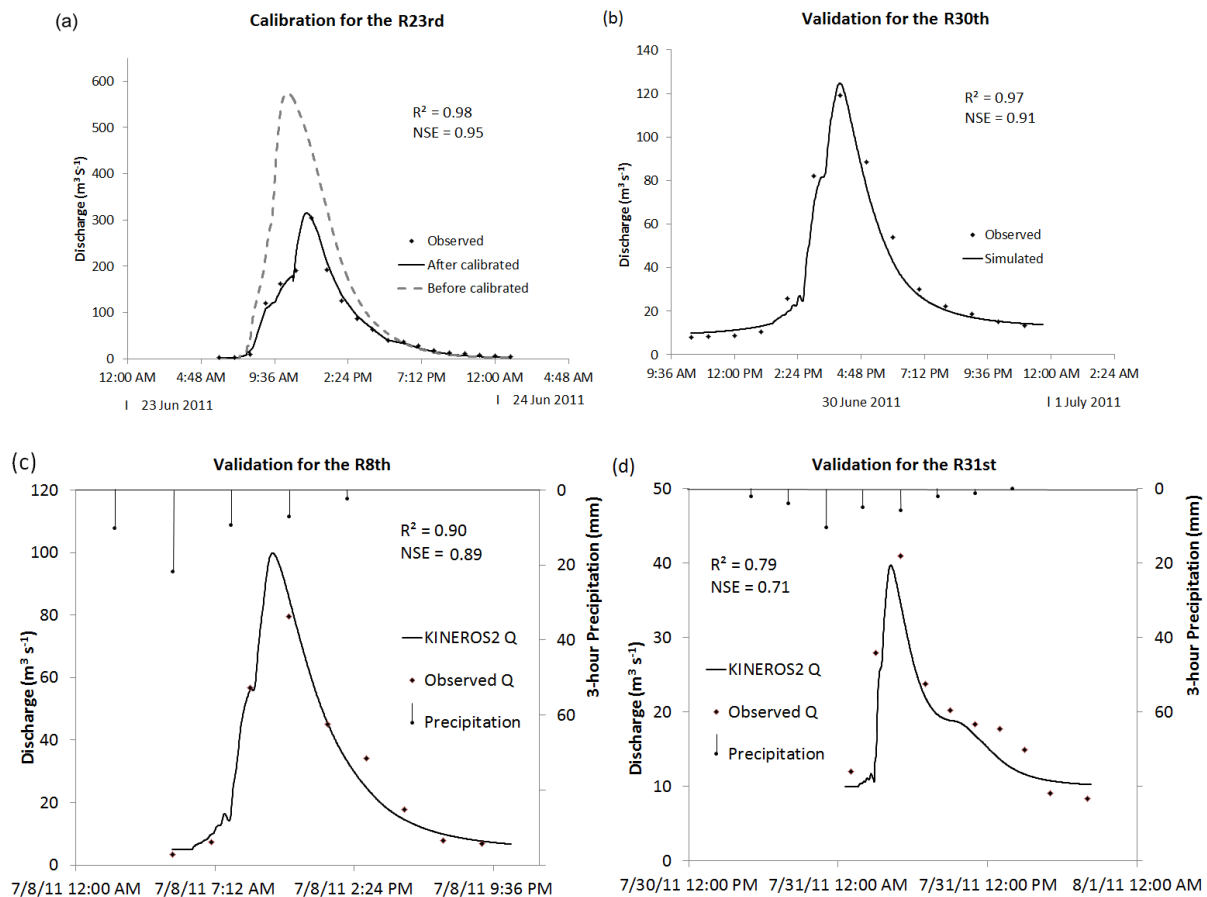 (a)
Calibration for the R23rd
R² = 0.98
NSE = 0.95
Discharge (m³ s⁻¹)
600
500
400
300
200
100
0
Observed
After calibrated
Before calibrated
12:00 AM 4:48 AM 9:36 AM 2:24 PM 7:12 PM 12:00 AM 4:48 AM
23 Jun 2011
24 Jun 2011
(b)
Validation for the R30th
R² = 0.97
NSE = 0.91
Discharge (m³ s⁻¹)
140
120
100
80
60
40
20
0
Observed
Simulated
9:36 AM 12:00 PM 2:24 PM 4:48 PM 7:12 PM 9:36 PM 12:00 AM 2:24 AM
30 June 2011
1 July 2011
(c)
Validation for the R8th
R² = 0.90
NSE = 0.89
Discharge (m³ s⁻¹)
120
100
80
60
40
20
0
KINEROS2 Q
Observed Q
Precipitation
0
20
40
60
3-hour Precipitation (mm)
7/8/11 12:00 AM 7/8/11 7:12 AM 7/8/11 2:24 PM 7/8/11 9:36 PM
(d)
Validation for the R31st
R² = 0.79
NSE = 0.71
Discharge (m³ s⁻¹)
50
40
30
20
10
0
KINEROS2 Q
Observed Q
Precipitation
0
20
40
60
3-hour Precipitation (mm)
7/30/11 12:00 PM 7/31/11 12:00 AM 7/31/11 12:00 PM 8/1/11 12:00 AM